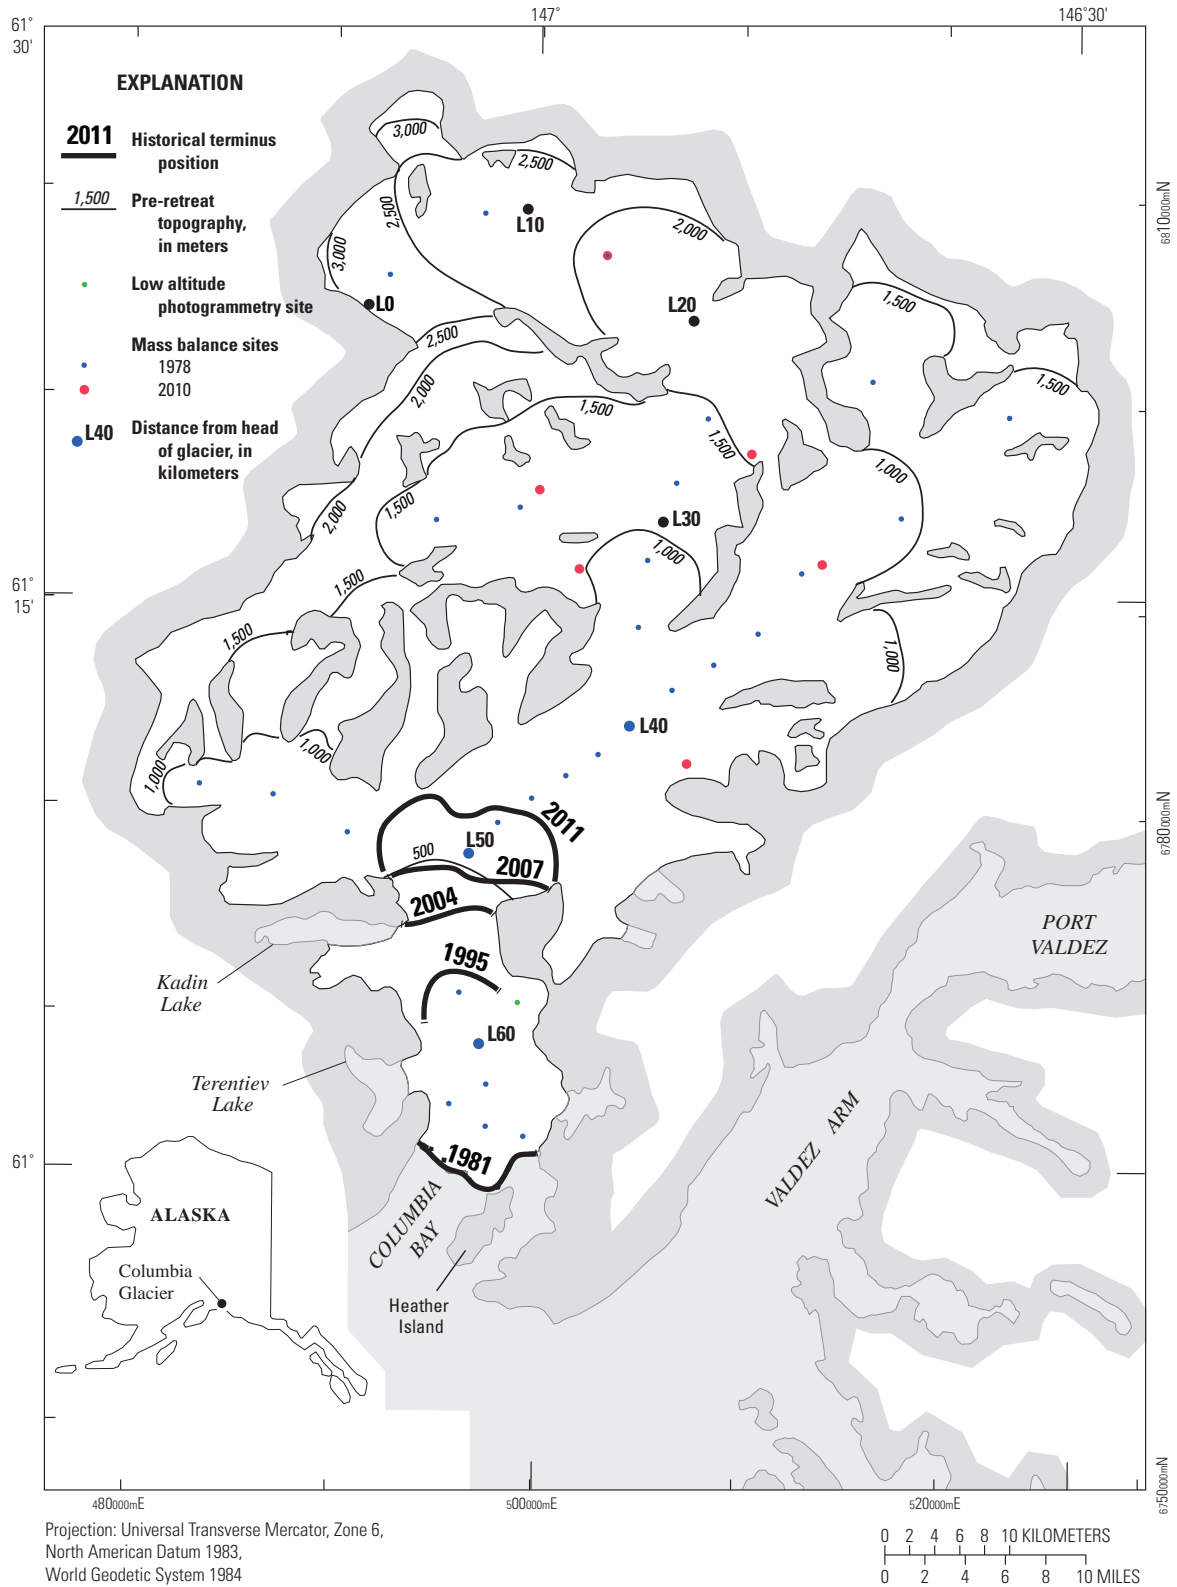 61°
30'
147°
146°30'
EXPLANATION
2011
Historical terminus
position
1,500
Pre-retreat
topography,
in meters
Low altitude
photogrammetry site
Mass balance sites
1978
2010
L40
Distance from head
of glacier, in
kilometers
3,000
2,500
2,500
L10
3,000
2,000
L0
L20
2,500
2,000
1,500
1,500
1,500
1,500
1,000
1,500
2,000
L30
1,000
61°
15'
1,500
1,500
1,000
L40
1,000
1,000
2011
L50
500
2007
2004
1995
Kadin
Lake
L60
Terentiev
Lake
1981
61°
COLUMBIA
BAY
Heather
Island
PORT
VALDEZ
VALDEZ ARM
ALASKA
Columbia
Glacier
6810000mN
6780000mN
6750000mN
480000mE
500000mE
520000mE
Projection: Universal Transverse Mercator, Zone 6,
North American Datum 1983,
World Geodetic System 1984
0 2 4 6 8 10 KILOMETERS
0 2 4 6 8 10 MILES